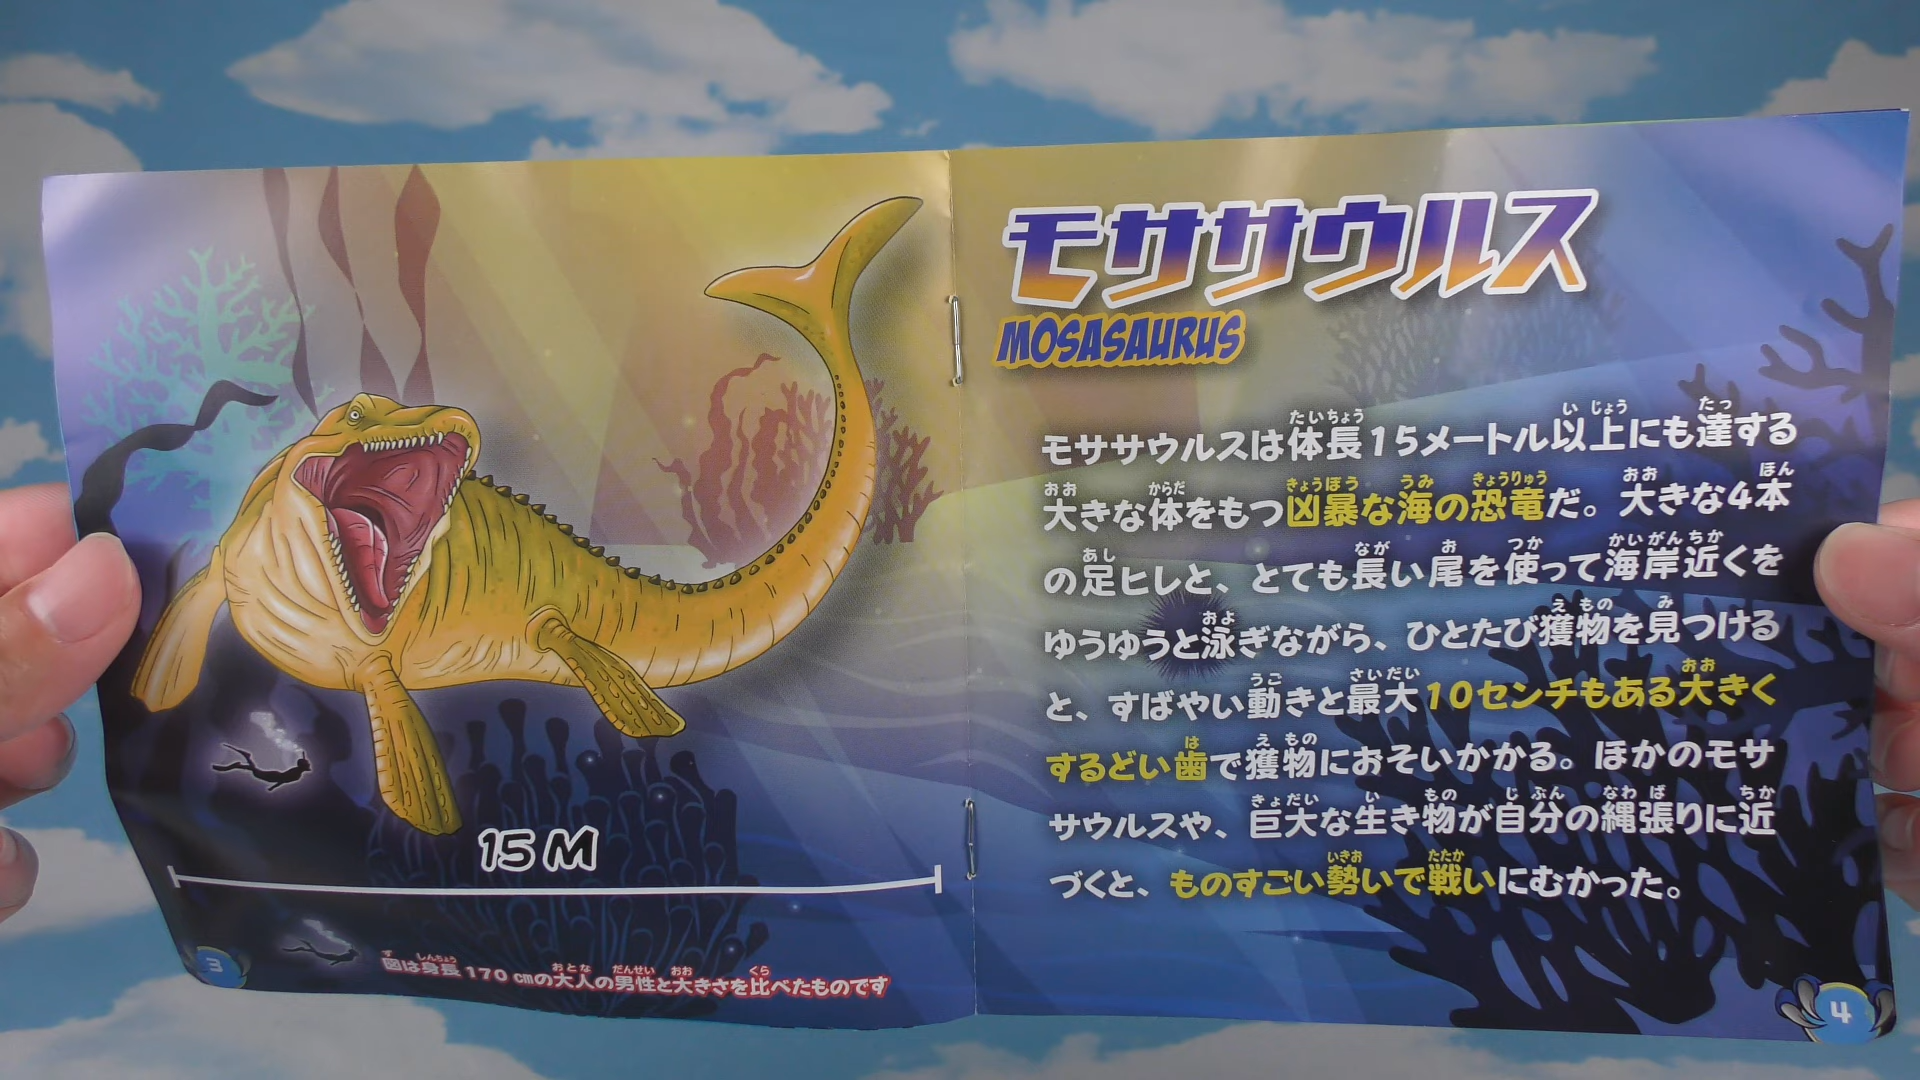 15 M
図は身長170cmの大人の男性と大きさを比べたものです
3
モササウルス
MOSASAURUS
モササウルスは体長15メートル以上にも達する
大きな体をもつ凶暴な海の恐竜だ。大きな4本
の足ヒレと、とても長い尾を使って海岸近くを
ゆうゆうと泳ぎながら、ひとたび獲物を見つける
と、すばやい動きと最大10センチもある大きく
するどい歯で獲物におそいかかる。ほかのモサ
サウルスや、巨大な生き物が自分の縄張りに近
づくと、ものすごい勢いで戦いにむかった。
4